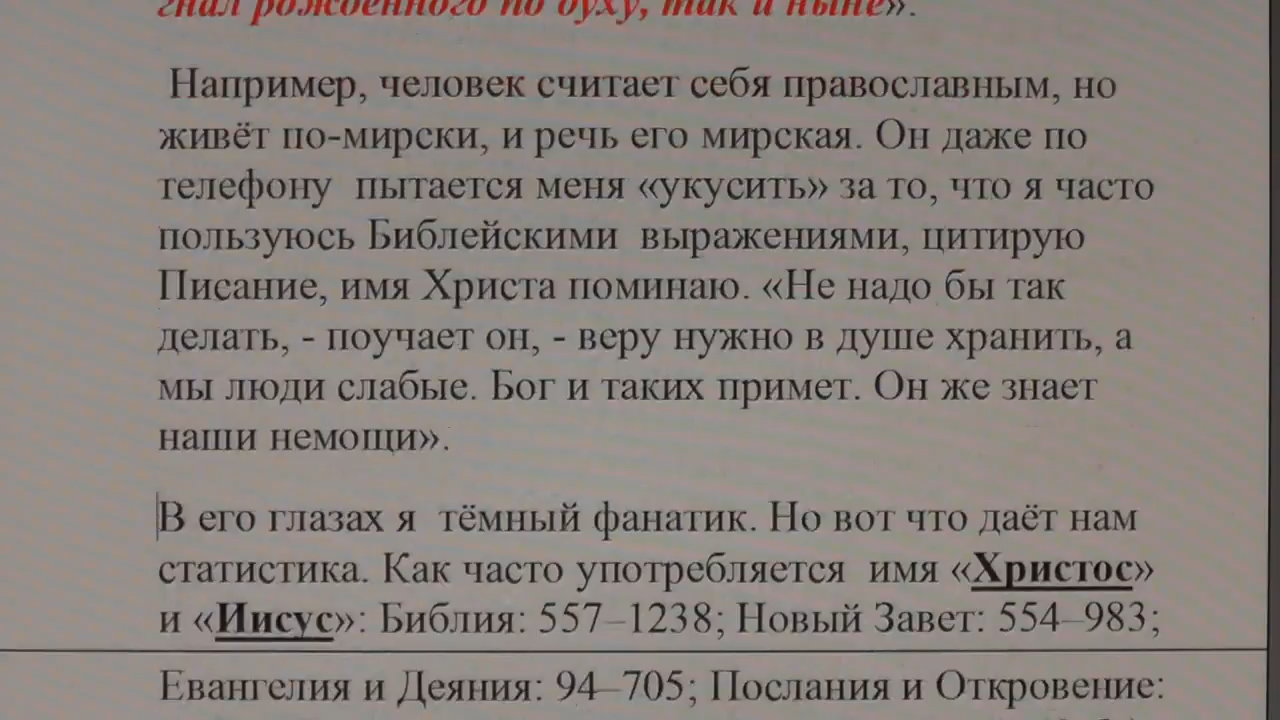 гнал рождённого по духу, так и ныне».
Например, человек считает себя православным, но
живёт по-мирски, и речь его мирская. Он даже по
телефону пытается меня «укусить» за то, что я часто
пользуюсь Библейскими выражениями, цитирую
Писание, имя Христа поминаю. «Не надо бы так
делать, - поучает он, - веру нужно в душе хранить, а
мы люди слабые. Бог и таких примет. Он же знает
наши немощи».
В его глазах я тёмный фанатик. Но вот что даёт нам
статистика. Как часто употребляется имя «Христос»
и «Иисус»: Библия: 557–1238; Новый Завет: 554–983;
Евангелия и Деяния: 94–705; Послания и Откровение: